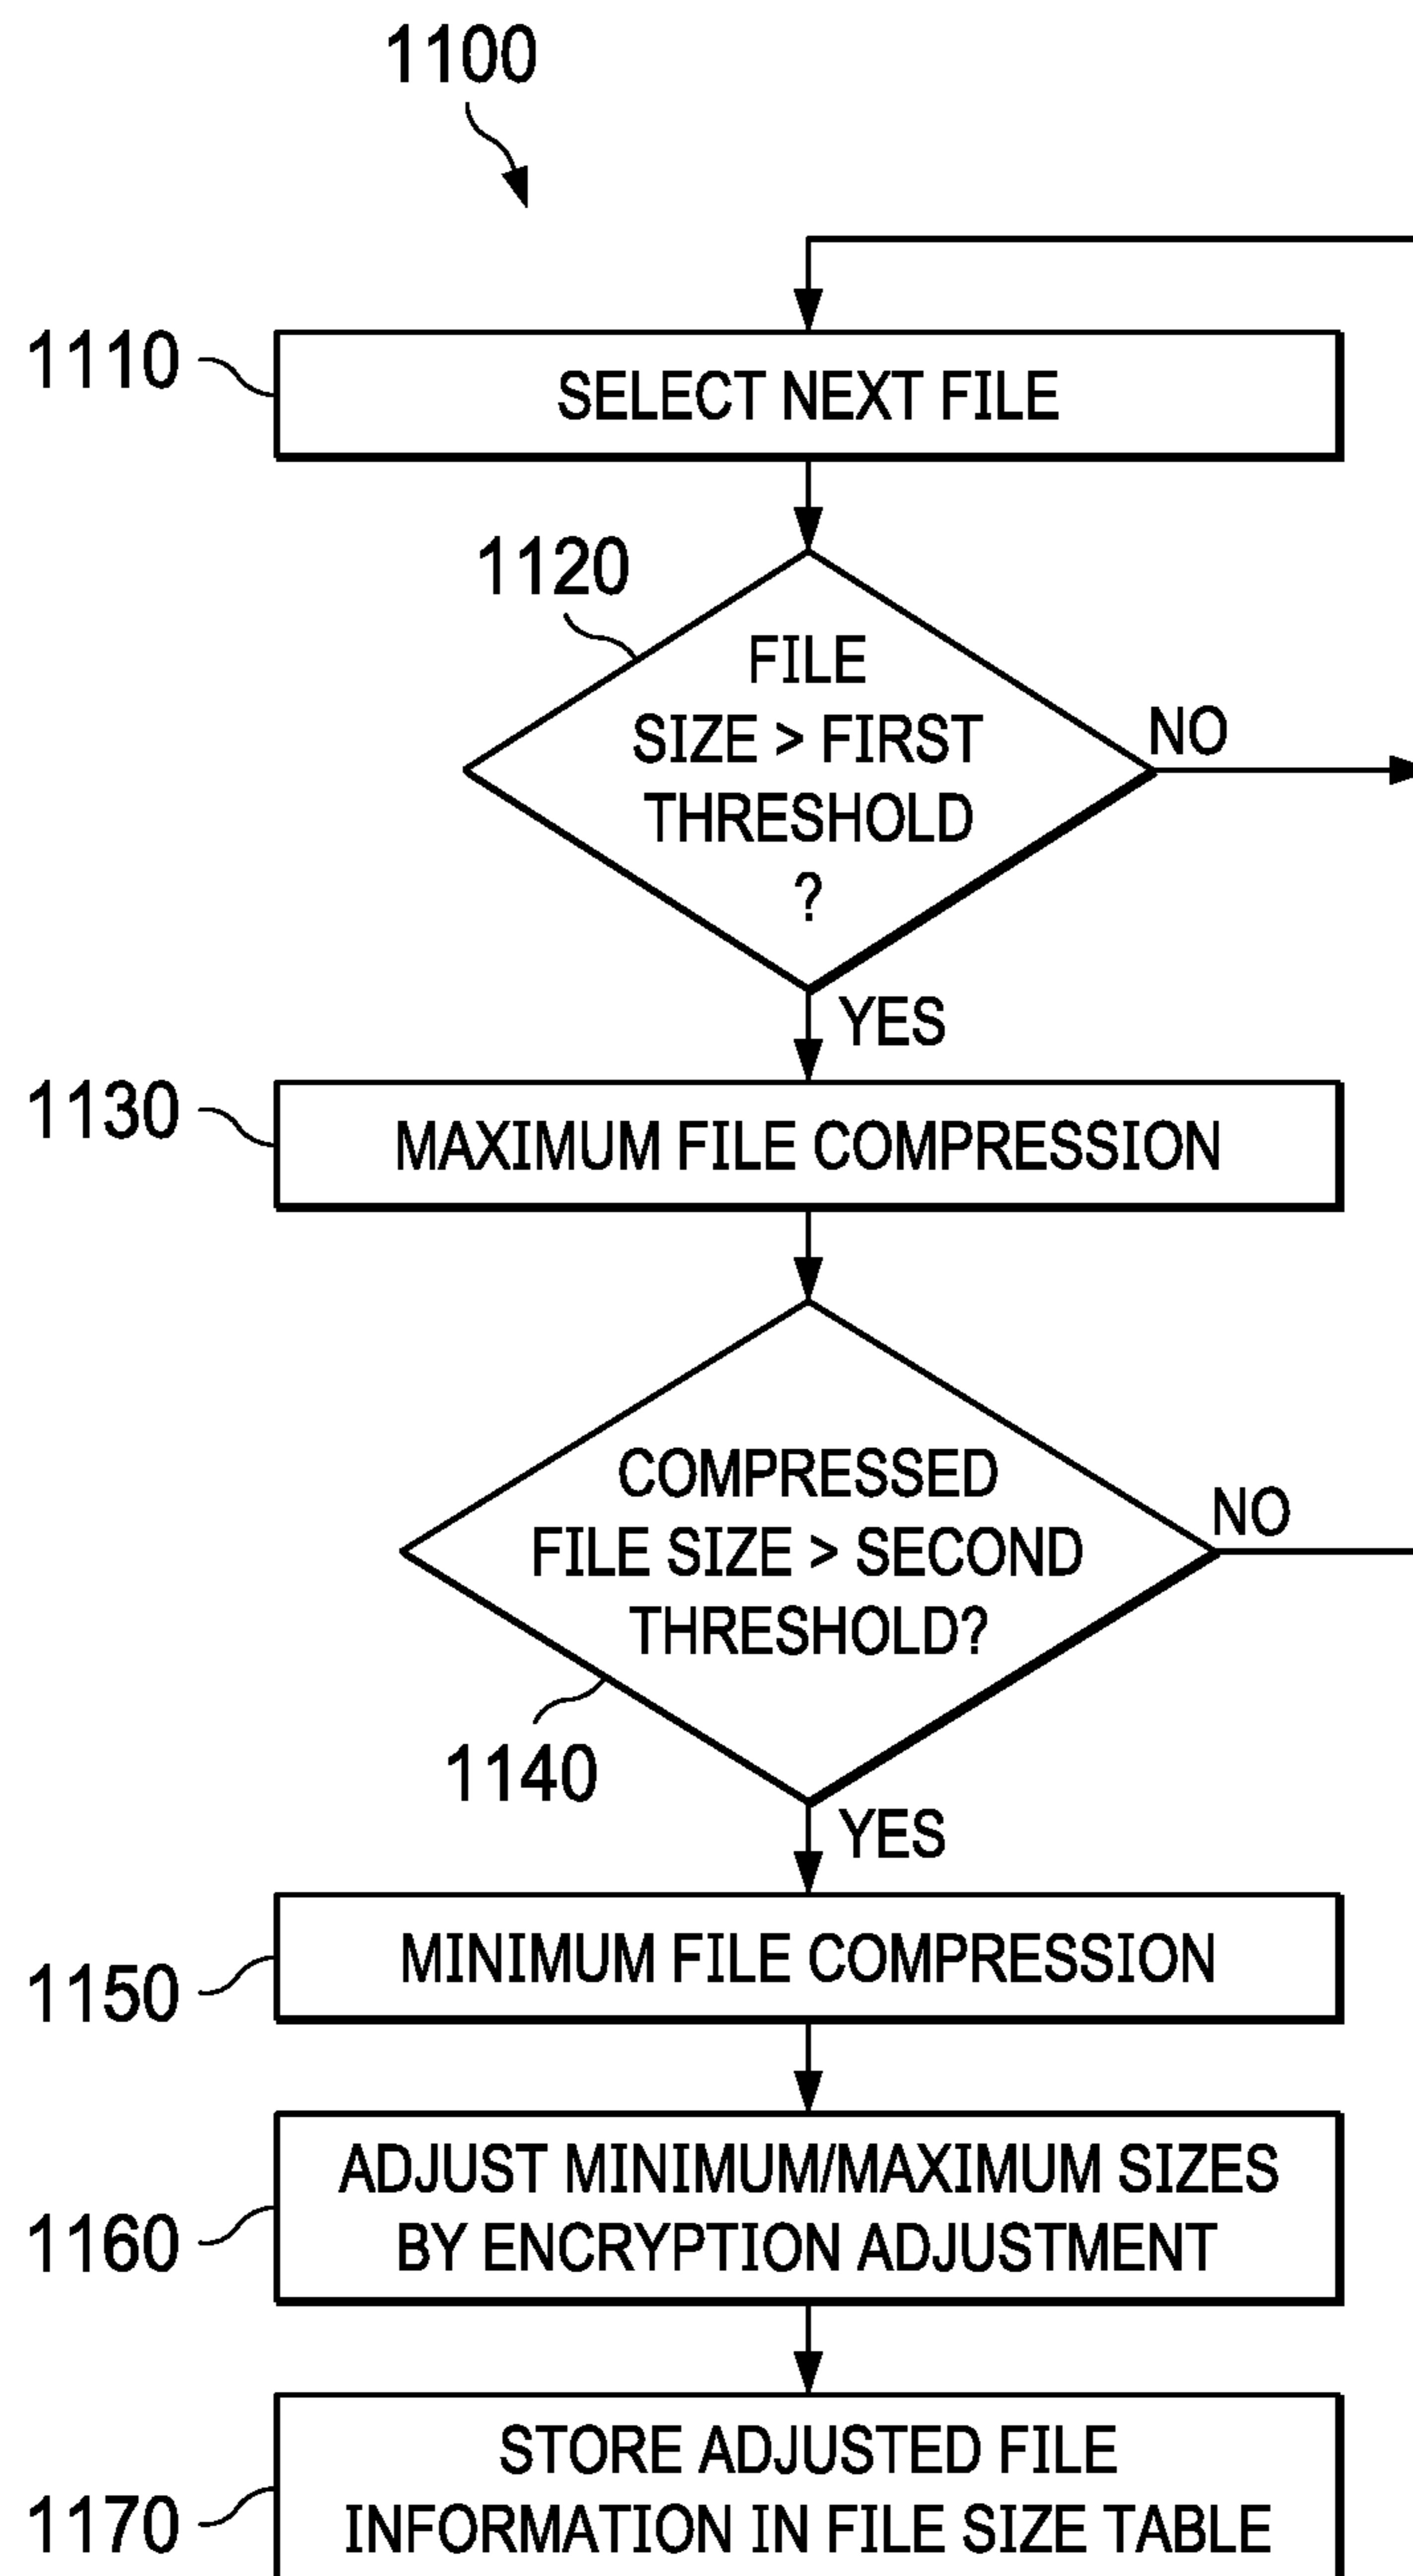 1100
1110
SELECT NEXT FILE
1120
FILE
SIZE > FIRST
THRESHOLD
?
NO
YES
1130
MAXIMUM FILE COMPRESSION
COMPRESSED
FILE SIZE > SECOND
THRESHOLD?
NO
1140
YES
1150
MINIMUM FILE COMPRESSION
1160
ADJUST MINIMUM/MAXIMUM SIZES
BY ENCRYPTION ADJUSTMENT
1170
STORE ADJUSTED FILE
INFORMATION IN FILE SIZE TABLE